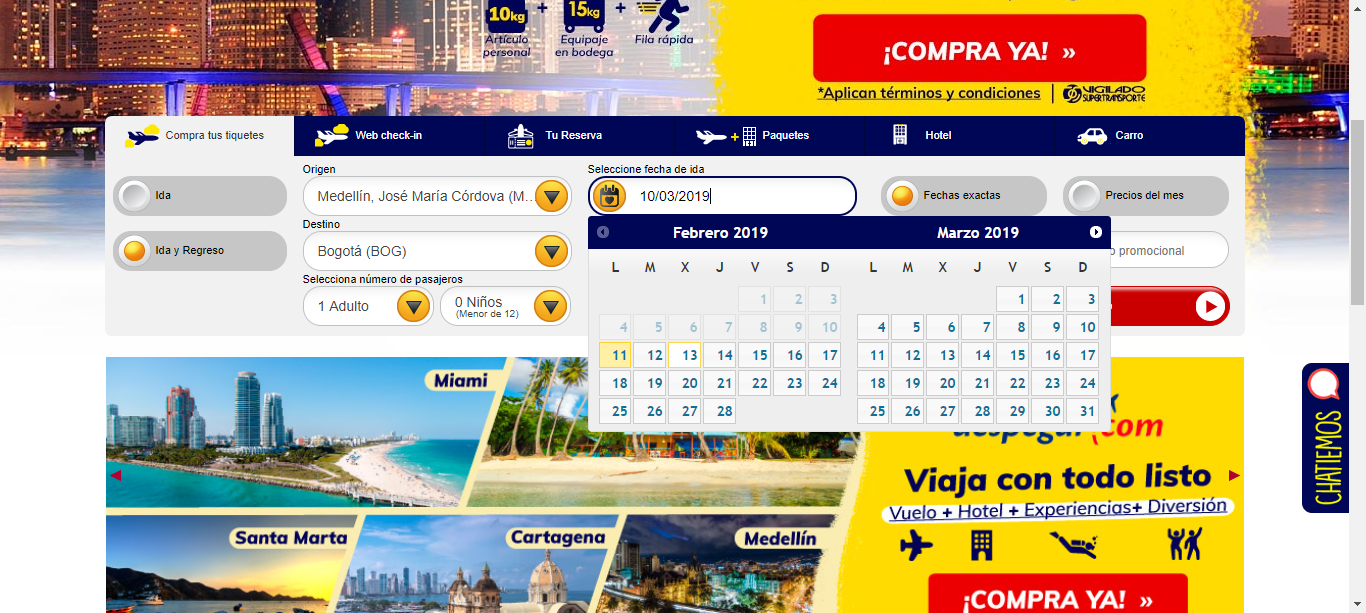 10kg + 15kg +
Artículo personal
Equipaje en bodega
Fila rápida
¡COMPRA YA! »
*Aplican términos y condiciones | VIGILADO SUPERTRANSPORTE
Compra tus tiquetes
Web check-in
Tu Reserva
+ Paquetes
Hotel
Carro
Ida
Ida y Regreso
Origen
Medellín, José María Córdova (M...
Destino
Bogotá (BOG)
Selecciona número de pasajeros
1 Adulto
0 Niños
(Menor de 12)
Seleccione fecha de ida
10/03/2019
Fechas exactas
Precios del mes
o promocional
Febrero 2019
L M X J V S D
1 2 3
4 5 6 7 8 9 10
11 12 13 14 15 16 17
18 19 20 21 22 23 24
25 26 27 28
Marzo 2019
L M X J V S D
1 2 3
4 5 6 7 8 9 10
11 12 13 14 15 16 17
18 19 20 21 22 23 24
25 26 27 28 29 30 31
Miami
Santa Marta
Cartagena
Medellín
despegar.com
Viaja con todo listo
Vuelo + Hotel + Experiencias+ Diversión
¡COMPRA YA! »
CHATIEMOS